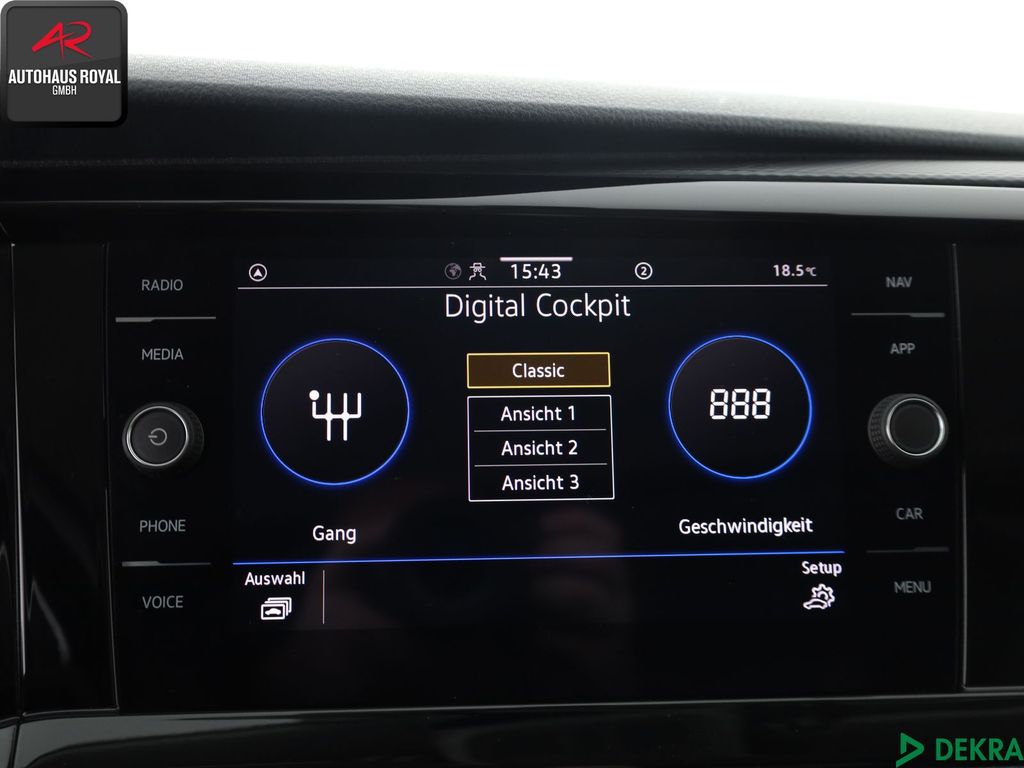 AR
AUTOHAUS ROYAL
GMBH
RADIO
MEDIA
PHONE
VOICE
15:43
2
18.5°C
Digital Cockpit
Classic
Ansicht 1
Ansicht 2
Ansicht 3
888
Gang
Geschwindigkeit
Auswahl
Setup
NAV
APP
CAR
MENU
DEKRA